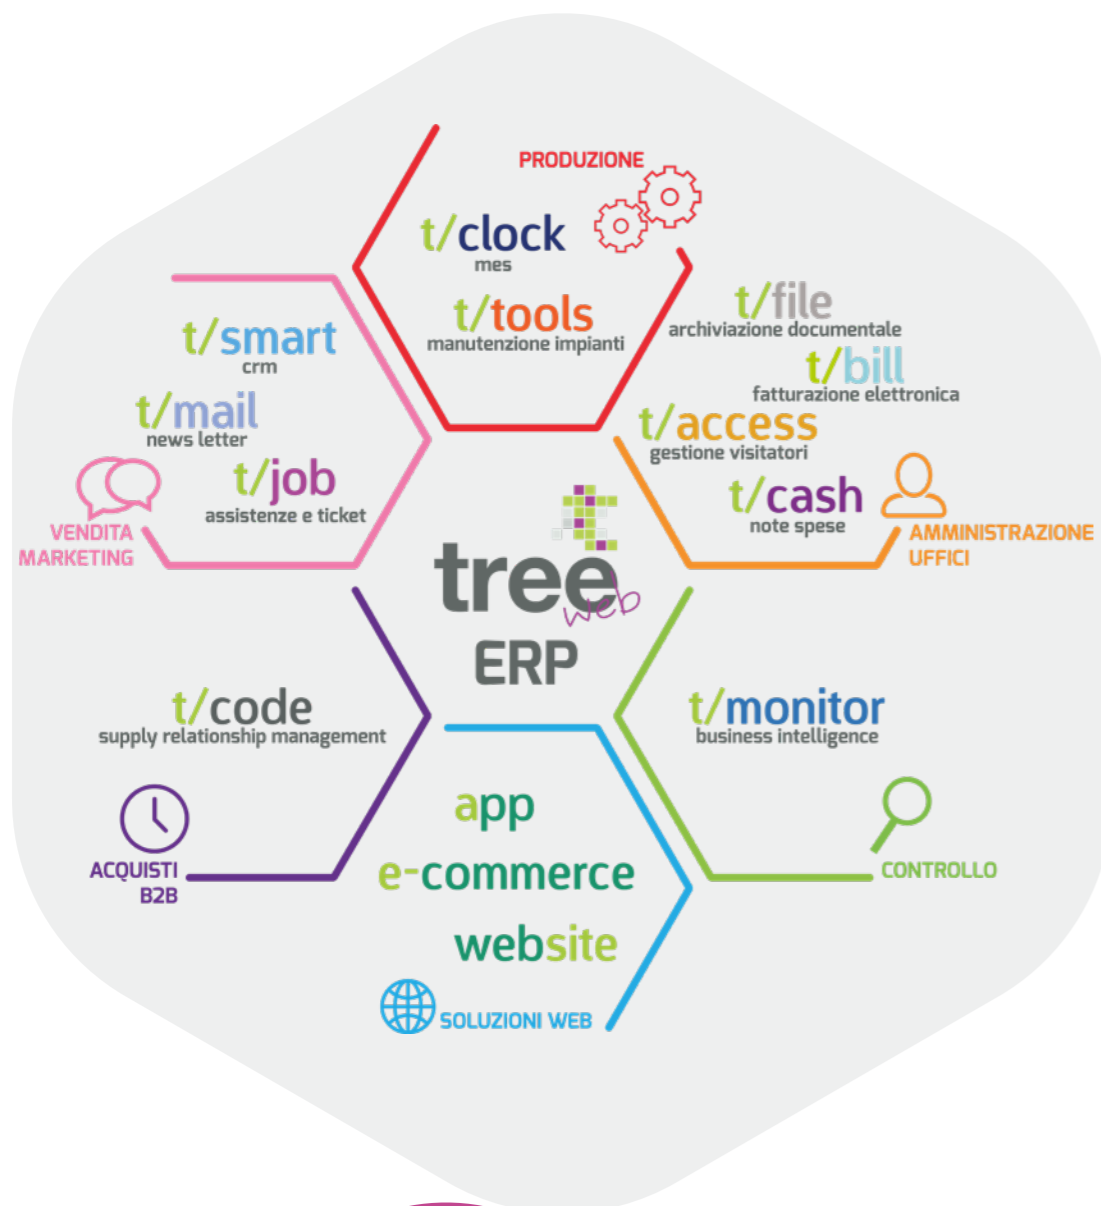 PRODUZIONE
t/clock
mes
t/tools
manutenzione impianti
t/file
archiviazione documentale
t/bill
fatturazione elettronica
t/access
gestione visitatori
t/cash
note spese
AMMINISTRAZIONE
UFFICI
t/smart
crm
t/mail
news letter
t/job
assistenze e ticket
VENDITA
MARKETING
tree
web
ERP
t/code
supply relationship management
ACQUISTI
B2B
t/monitor
business intelligence
CONTROLLO
app
e-commerce
website
SOLUZIONI WEB